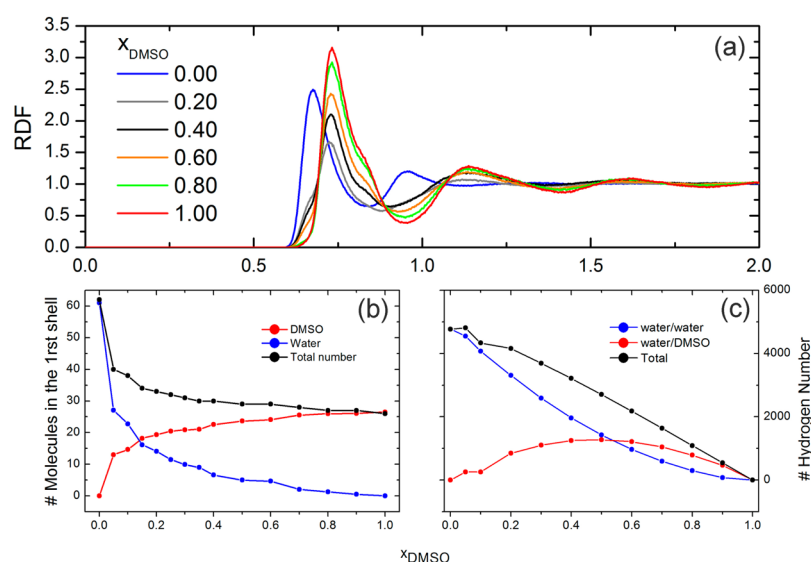 (a)
RDF
3.5
3.0
2.5
2.0
1.5
1.0
0.5
0.0
xDMSO
0.00
0.20
0.40
0.60
0.80
1.00
0.0 0.5 1.0 1.5 2.0
(b)
# Molecules in the 1rst shell
60
50
40
30
20
10
0
DMSO
Water
Total number
0.0 0.2 0.4 0.6 0.8 1.0
(c)
water/water
water/DMSO
Total
# Hydrogen Number
6000
4000
2000
0
0.0 0.2 0.4 0.6 0.8 1.0
xDMSO